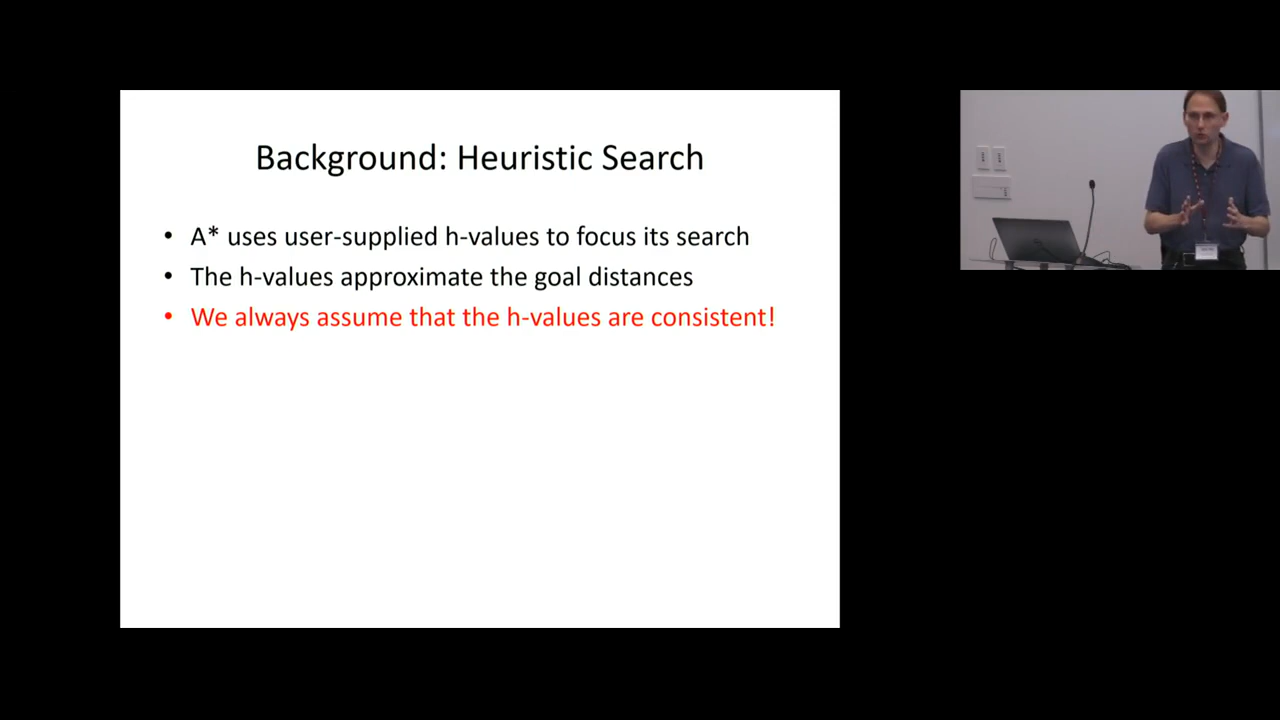 Background: Heuristic Search
• A* uses user-supplied h-values to focus its search
• The h-values approximate the goal distances
• We always assume that the h-values are consistent!